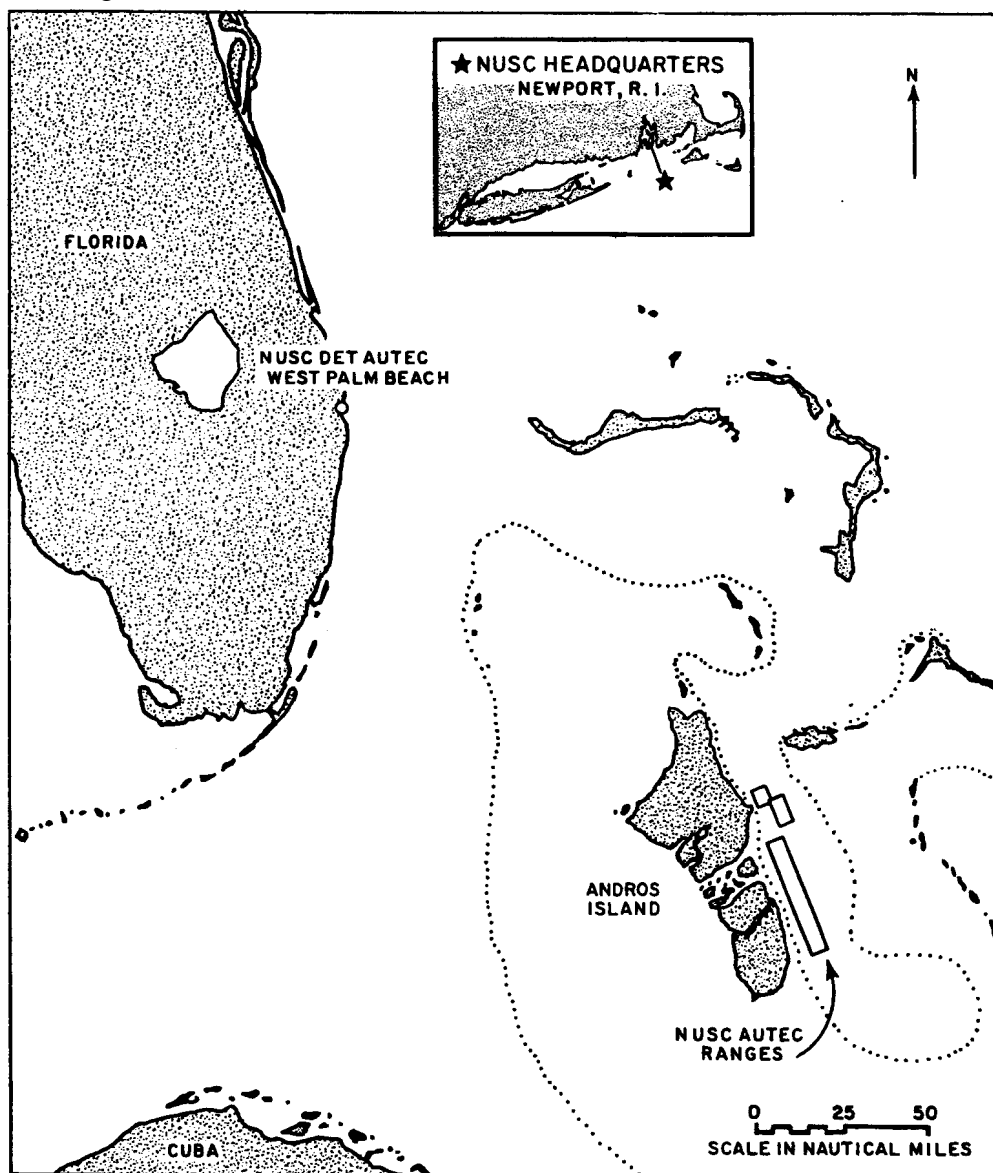 ★ NUSC HEADQUARTERS
NEWPORT, R. I.
N
FLORIDA
NUSC DET AUTEC
WEST PALM BEACH
ANDROS
ISLAND
NUSC AUTEC
RANGES
0 25 50
SCALE IN NAUTICAL MILES
CUBA